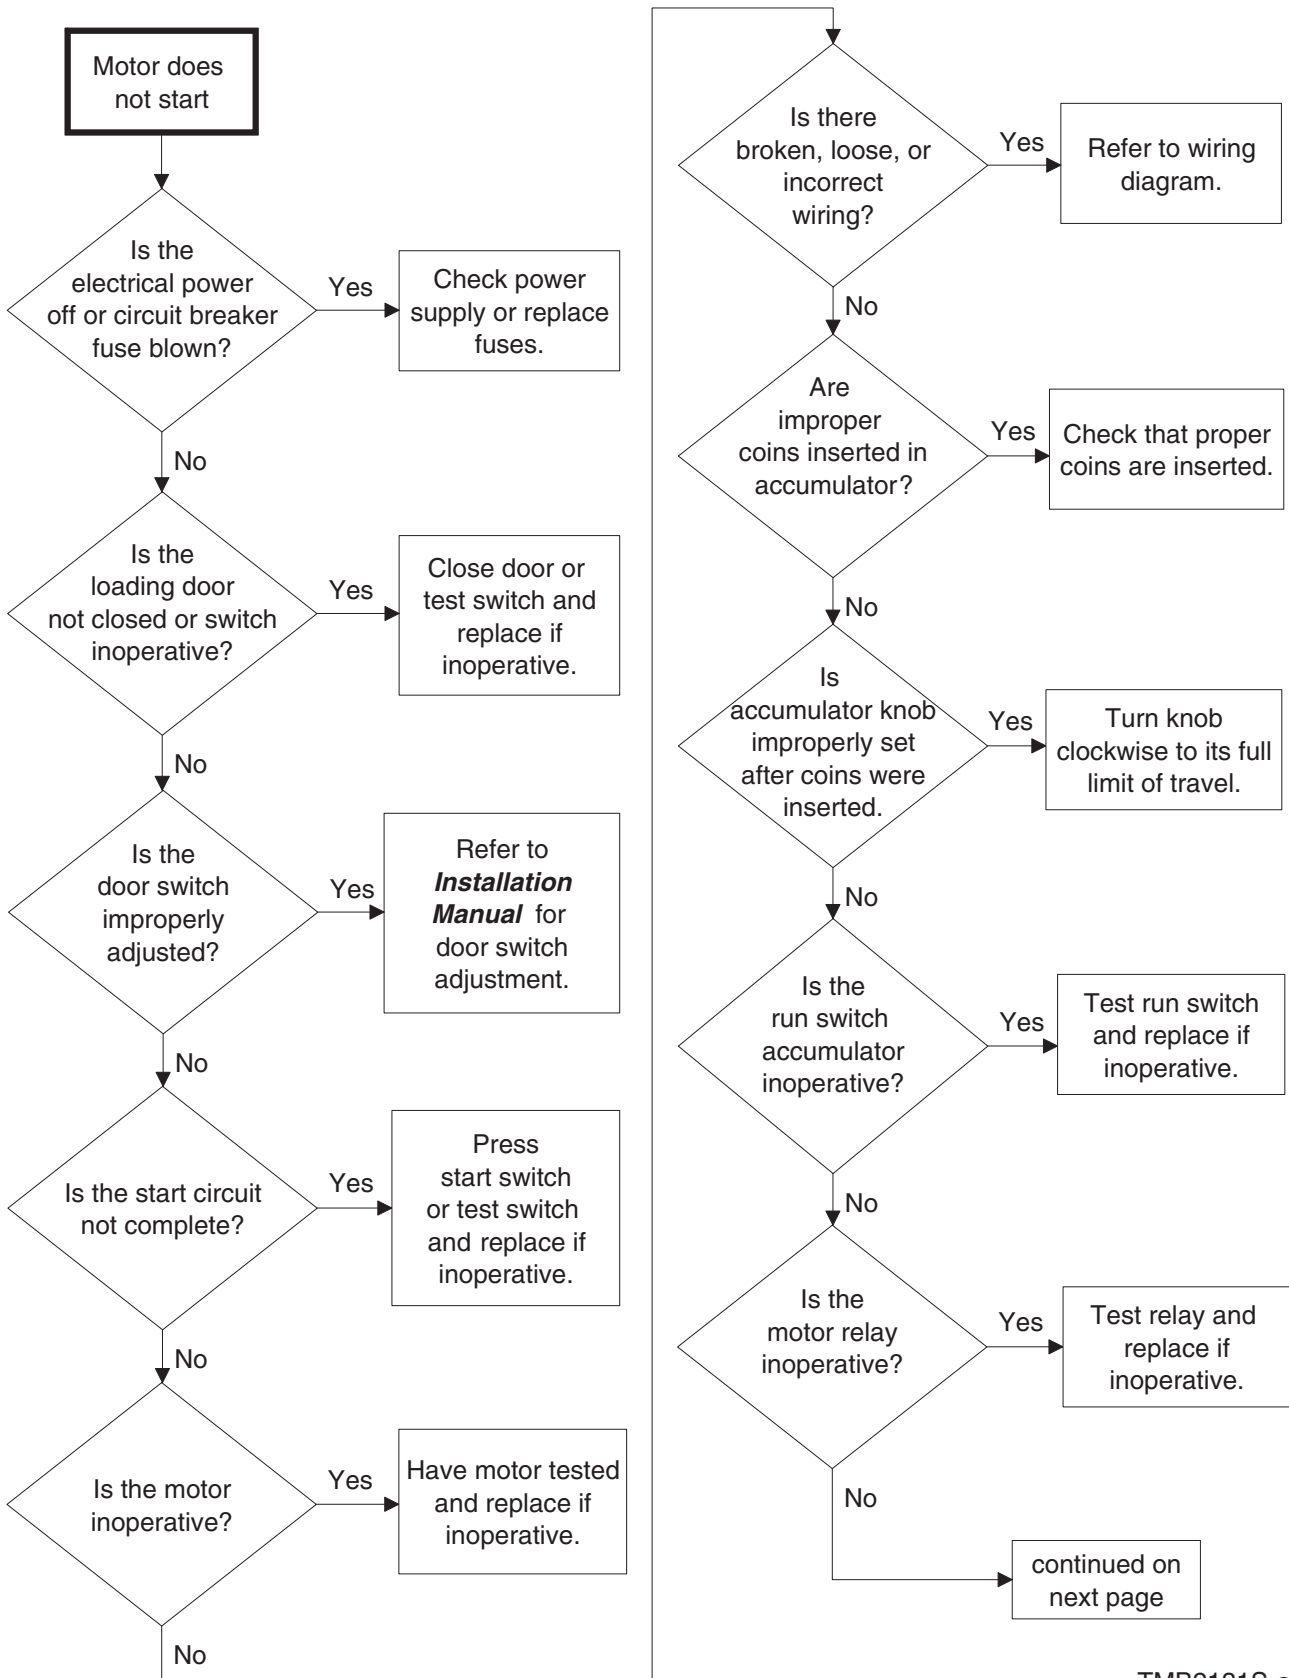 Motor does
not start
Is the
electrical power
off or circuit breaker
fuse blown?
Yes
Check power
supply or replace
fuses.
No
Is the
loading door
not closed or switch
inoperative?
Yes
Close door or
test switch and
replace if
inoperative.
No
Is the
door switch
improperly
adjusted?
Yes
Refer to
Installation
Manual for
door switch
adjustment.
No
Is the start circuit
not complete?
Yes
Press
start switch
or test switch
and replace if
inoperative.
No
Is the motor
inoperative?
Yes
Have motor tested
and replace if
inoperative.
No
Is there
broken, loose, or
incorrect
wiring?
Yes
Refer to wiring
diagram.
No
Are
improper
coins inserted in
accumulator?
Yes
Check that proper
coins are inserted.
No
Is
accumulator knob
improperly set
after coins were
inserted.
Yes
Turn knob
clockwise to its full
limit of travel.
No
Is the
run switch
accumulator
inoperative?
Yes
Test run switch
and replace if
inoperative.
No
Is the
motor relay
inoperative?
Yes
Test relay and
replace if
inoperative.
No
continued on
next page